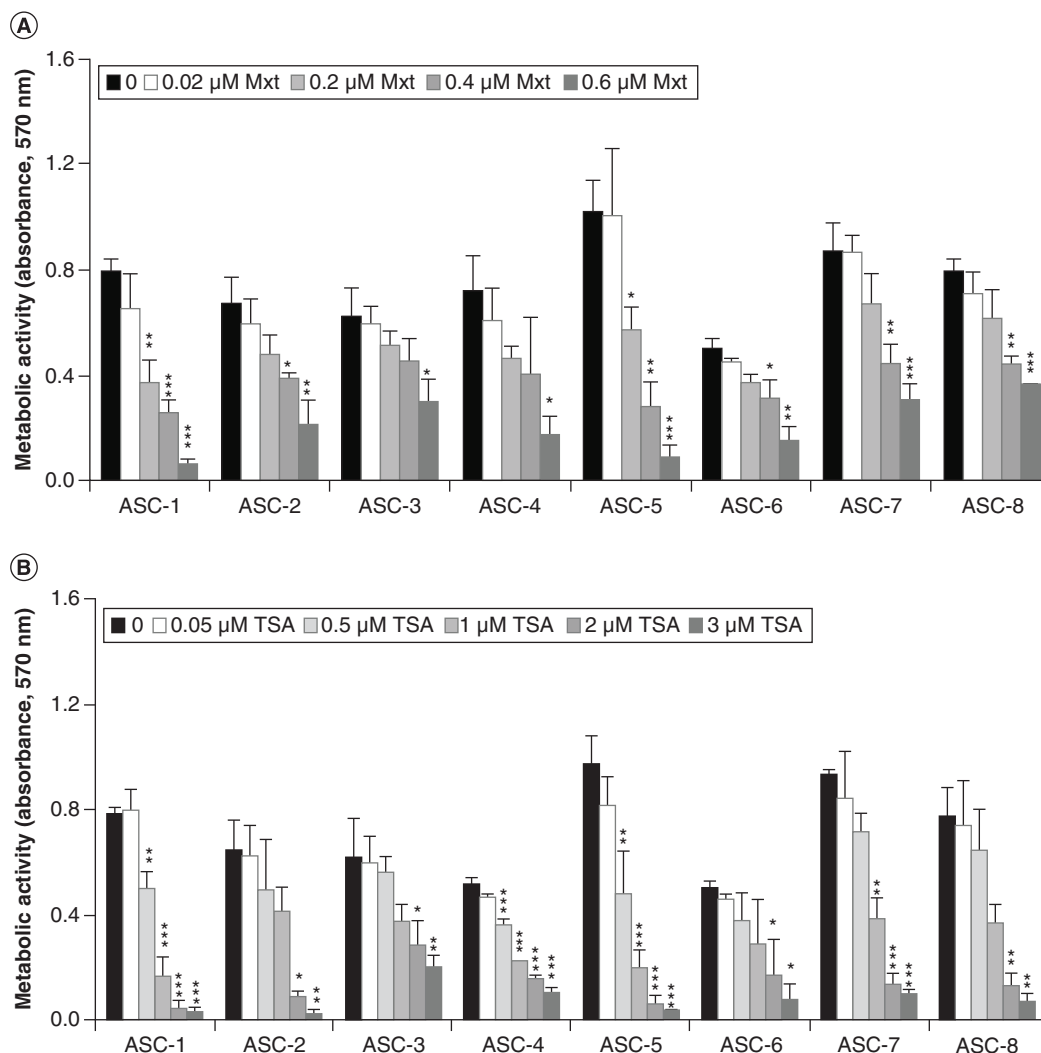 A
1.6
0 0.02 µM Mxt 0.2 µM Mxt 0.4 µM Mxt 0.6 µM Mxt
1.2
0.8
0.4
0.0
Metabolic activity (absorbance, 570 nm)
** *** ***
* **
*
*
* ** ***
* **
** ***
** ***
ASC-1 ASC-2 ASC-3 ASC-4 ASC-5 ASC-6 ASC-7 ASC-8
B
1.6
0 0.05 µM TSA 0.5 µM TSA 1 µM TSA 2 µM TSA 3 µM TSA
1.2
0.8
0.4
0.0
Metabolic activity (absorbance, 570 nm)
** *** *** ***
* **
* **
*** *** *** ***
** *** *** ***
* *
** *** ***
** **
ASC-1 ASC-2 ASC-3 ASC-4 ASC-5 ASC-6 ASC-7 ASC-8